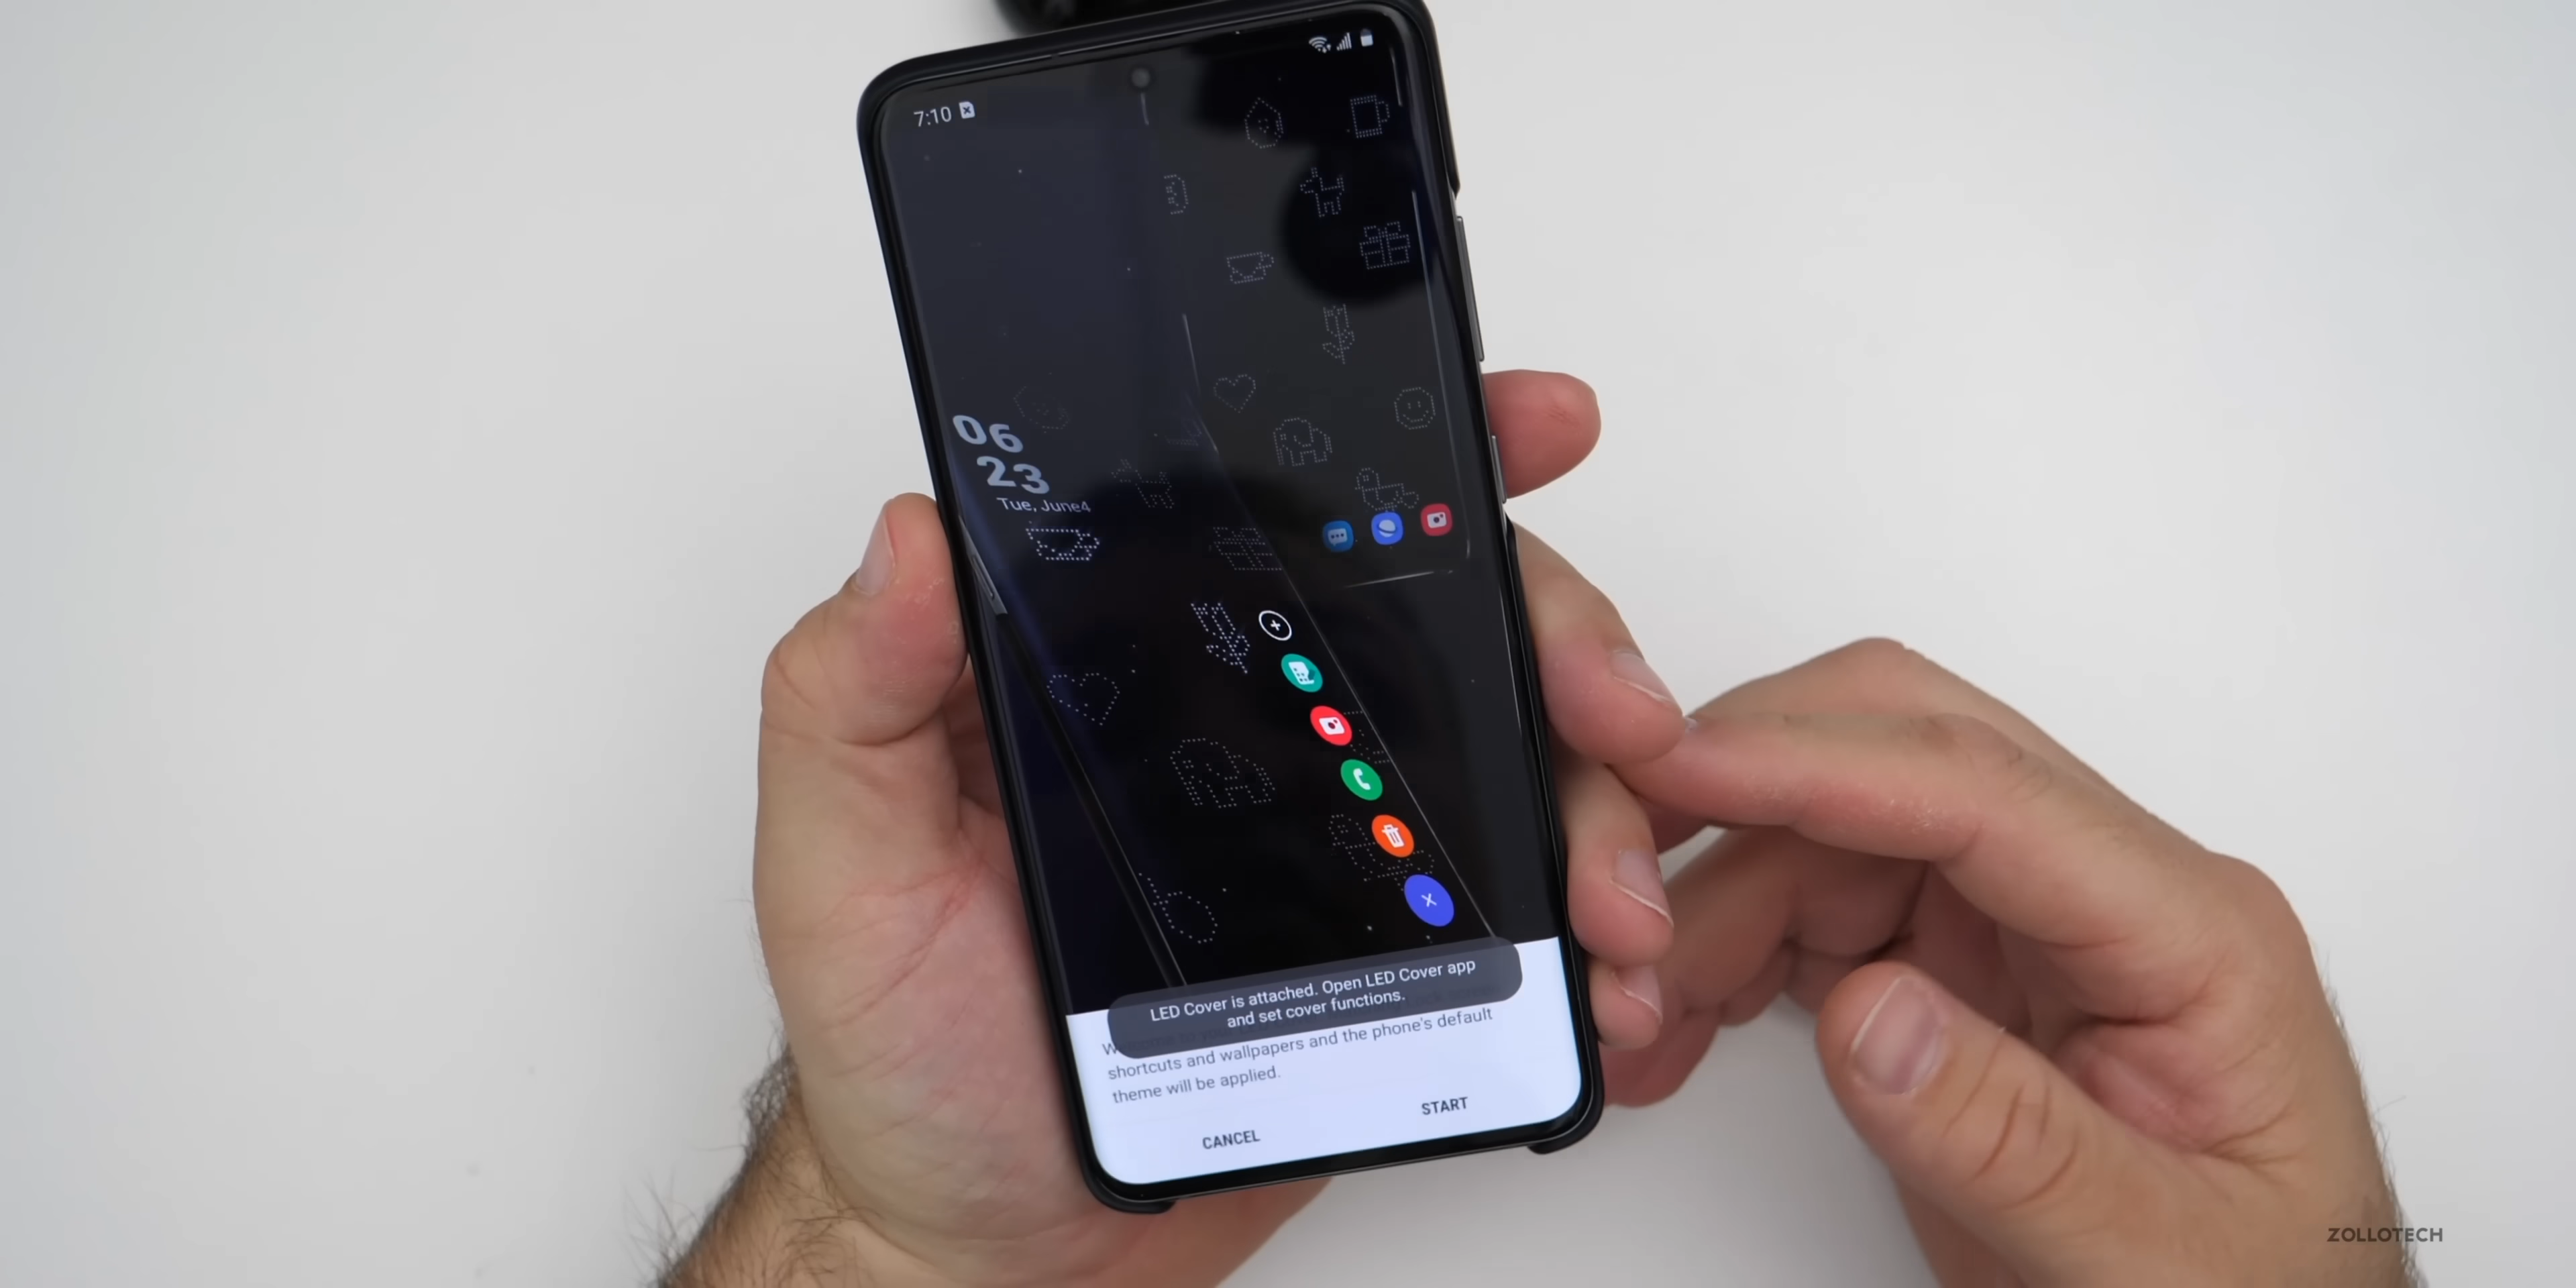 7:10
06
23
Tue, June4
LED Cover is attached. Open LED Cover app
and set cover functions.
shortcuts and wallpapers and the phone's default
theme will be applied.
CANCEL
START
ZOLLOTECH